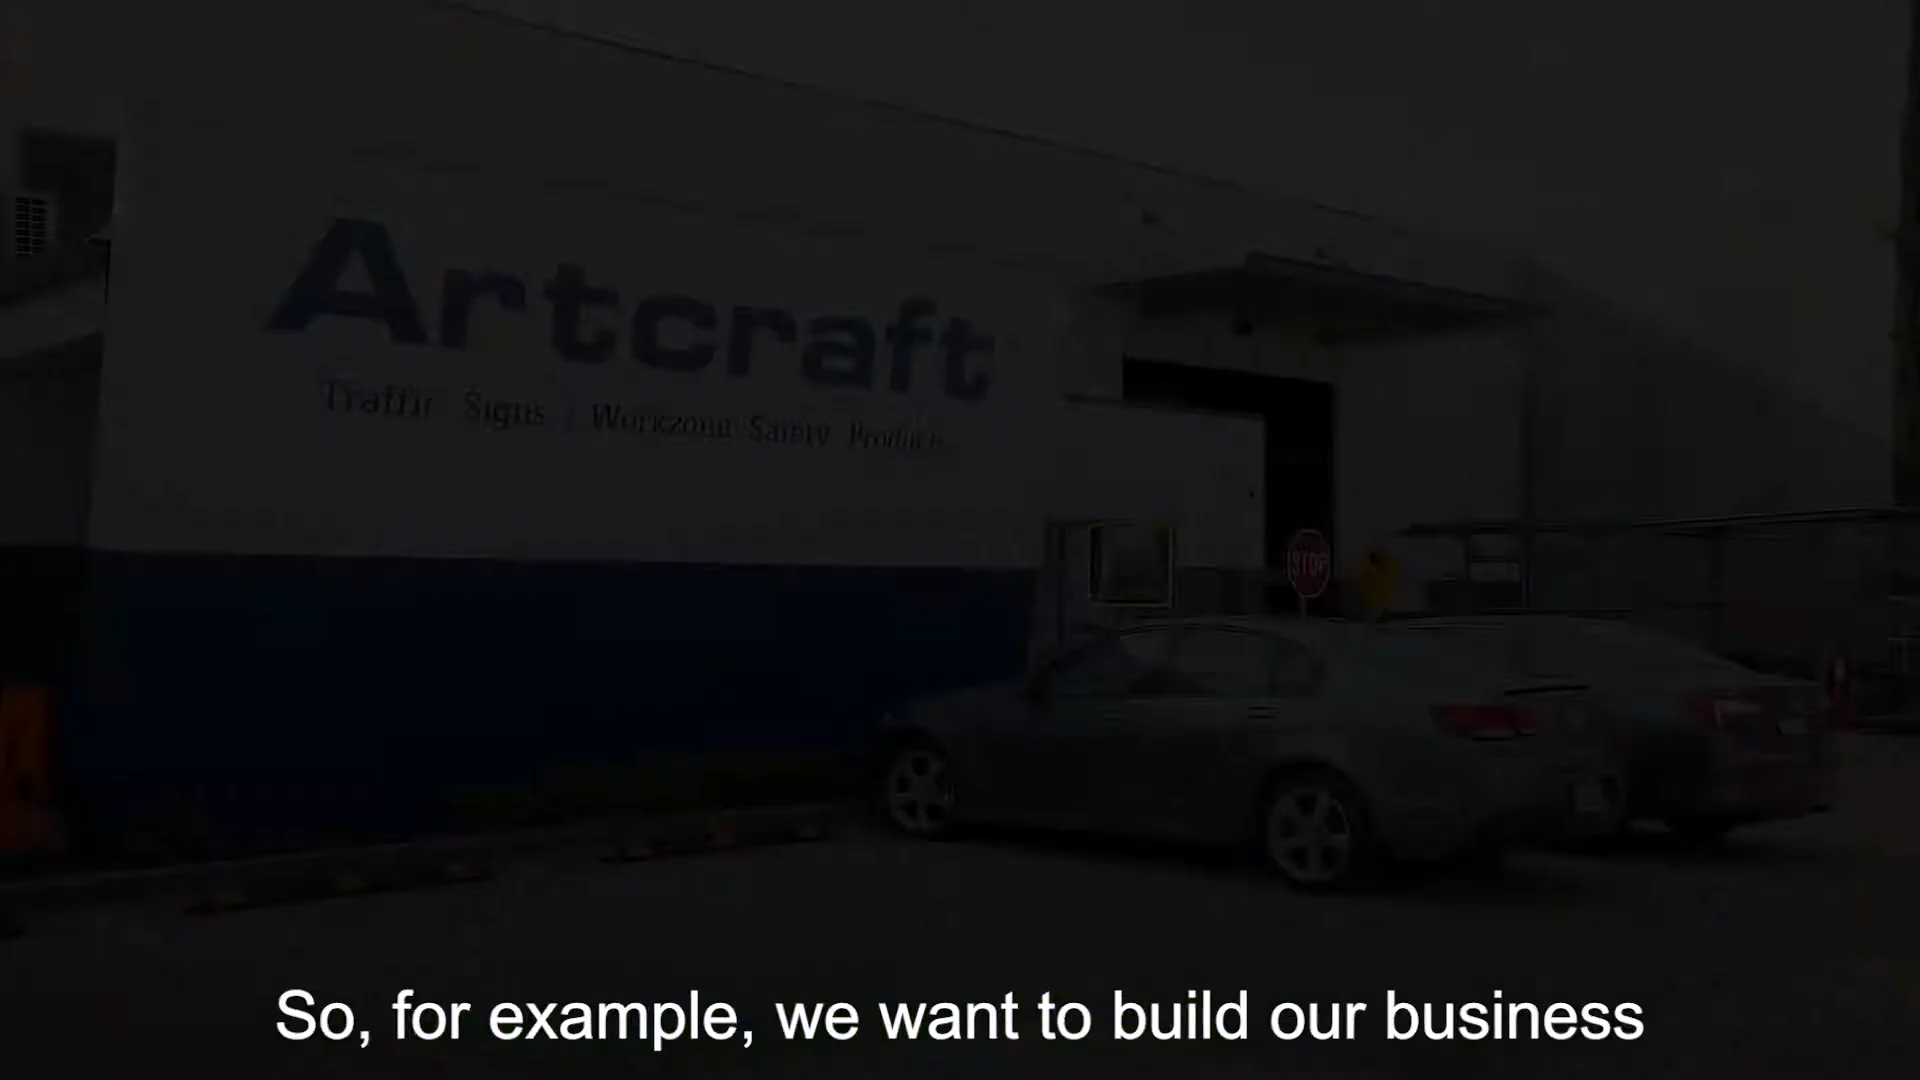 Artcraft
Traffic Signs / Workzone Safety Products
STOP
So, for example, we want to build our business